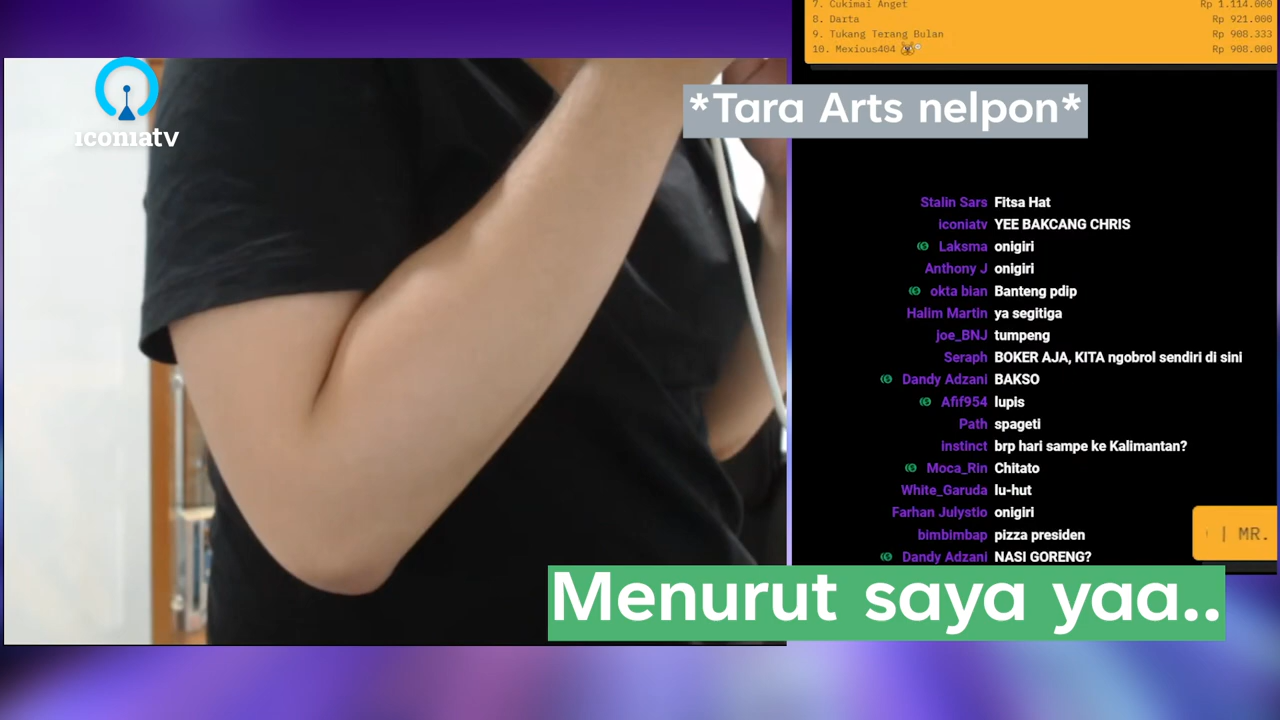 7. Cukimai Anget Rp 1.114.000
8. Darta Rp 921.000
9. Tukang Terang Bulan Rp 908.333
10. Mexious404 Rp 908.000
iconiatv
*Tara Arts nelpon*
Stalin Sars Fitsa Hat
iconiatv YEE BAKCANG CHRIS
Laksma onigiri
Anthony J onigiri
okta bian Banteng pdip
Halim Martin ya segitiga
joe_BNJ tumpeng
Seraph BOKER AJA, KITA ngobrol sendiri di sini
Dandy Adzani BAKSO
Afif954 lupis
Path spageti
instinct brp hari sampe ke Kalimantan?
Moca_Rin Chitato
White_Garuda lu-hut
Farhan Julystio onigiri
bimbimbap pizza presiden
| MR.
Dandy Adzani NASI GORENG?
Menurut saya yaa..